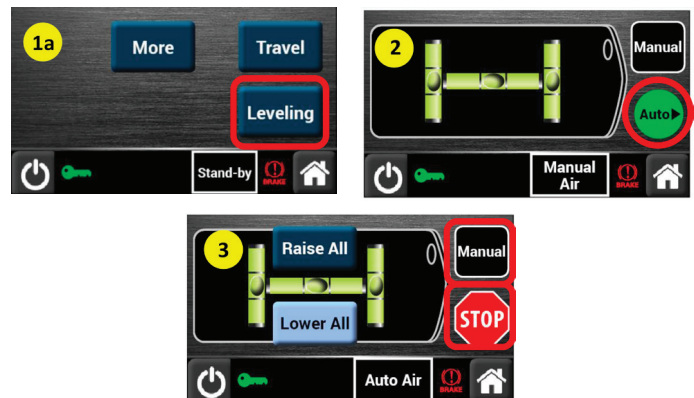 1a
More
Travel
Leveling
Stand-by
BRAKE
2
Manual
Auto
Manual
Air
BRAKE
3
Raise All
Manual
Lower All
STOP
Auto Air
BRAKE